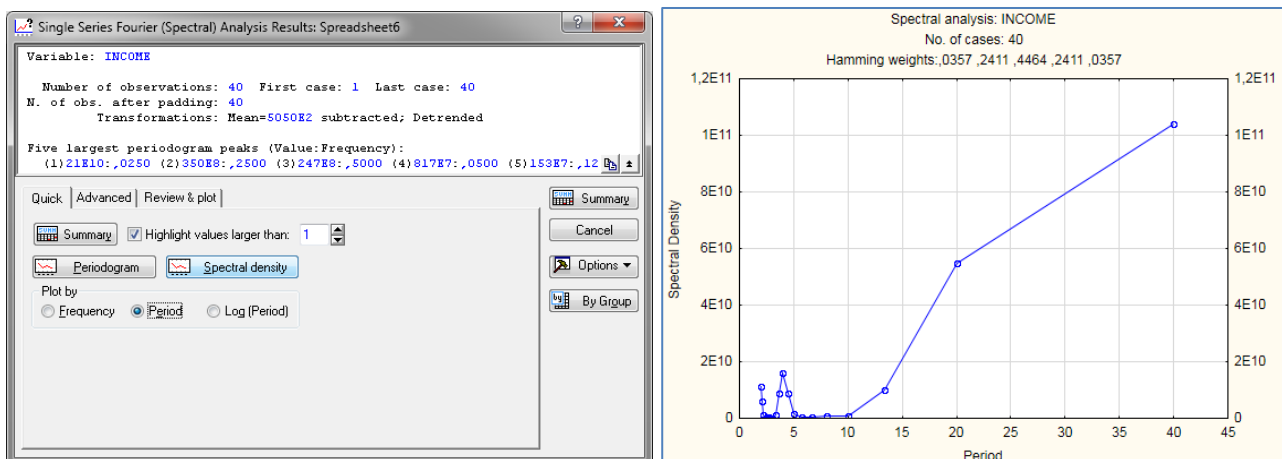 Single Series Fourier (Spectral) Analysis Results: Spreadsheet6
?
X
Variable: INCOME
Number of observations: 40 First case: 1 Last case: 40
N. of obs. after padding: 40
Transformations: Mean=5050E2 subtracted; Detrended
Five largest periodogram peaks (Value:Frequency):
(1)21E10:,0250 (2)350E8:,2500 (3)247E8:,5000 (4)817E7:,0500 (5)153E7:,12
Quick Advanced Review & plot
Summary Highlight values larger than: 1
Periodogram Spectral density
Plot by
Frequency Period Log (Period)
Summary
Cancel
Options
By Group
Spectral analysis: INCOME
No. of cases: 40
Hamming weights:,0357 ,2411 ,4464 ,2411 ,0357
1,2E11 1,2E11
1E11 1E11
8E10 8E10
6E10 6E10
4E10 4E10
2E10 2E10
0 0
Spectral Density
0 5 10 15 20 25 30 35 40 45
Period